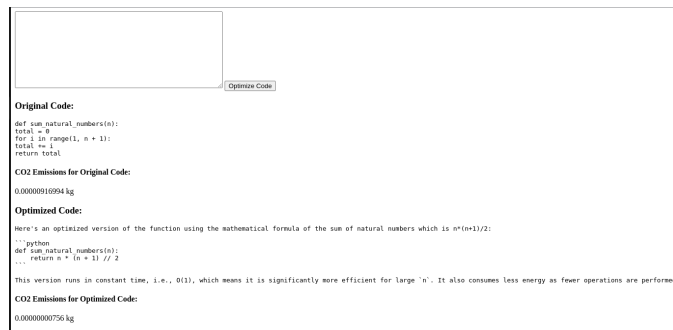 Optimize Code
Original Code:
def sum_natural_numbers(n):
total = 0
for i in range(1, n + 1):
total += i
return total
CO2 Emissions for Original Code:
0.00000916994 kg
Optimized Code:
Here's an optimized version of the function using the mathematical formula of the sum of natural numbers which is n*(n+1)/2:
```python
def sum_natural_numbers(n):
    return n * (n + 1) // 2
```
This version runs in constant time, i.e., O(1), which means it is significantly more efficient for large `n`. It also consumes less energy as fewer operations are performed
CO2 Emissions for Optimized Code:
0.00000000756 kg